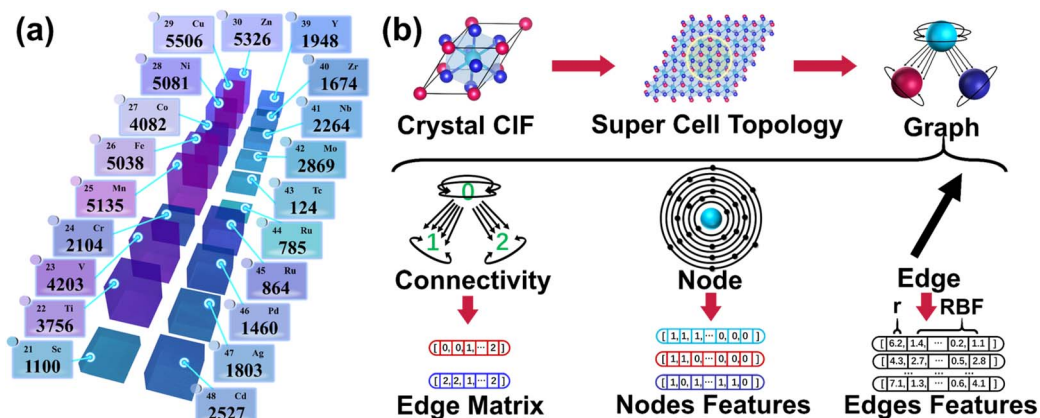 (a)
29 Cu
5506
30 Zn
5326
39 Y
1948
28 Ni
5081
40 Zr
1674
27 Co
4082
41 Nb
2264
26 Fe
5038
42 Mo
2869
25 Mn
5135
43 Tc
124
24 Cr
2104
44 Ru
785
23 V
4203
45 Ru
864
22 Ti
3756
46 Pd
1460
21 Sc
1100
47 Ag
1803
48 Cd
2527
(b)
Crystal CIF
Super Cell Topology
Graph
0
1 2
Connectivity
Node
Edge
r RBF
[ 0, 0, 1, ··· 2 ]
[ 2, 2, 1, ··· 2 ]
Edge Matrix
[ 1, 1, 1, ··· 0, 0, 0 ]
[ 1, 1, 0, ··· 0, 0, 0 ]
[ 1, 0, 1, ··· 1, 1, 0 ]
Nodes Features
[ 6.2, 1.4, ··· 0.2, 1.1 ]
[ 4.3, 2.7, ··· 0.5, 2.8 ]
... ...
[ 7.1, 1.3, ··· 0.6, 4.1 ]
Edges Features